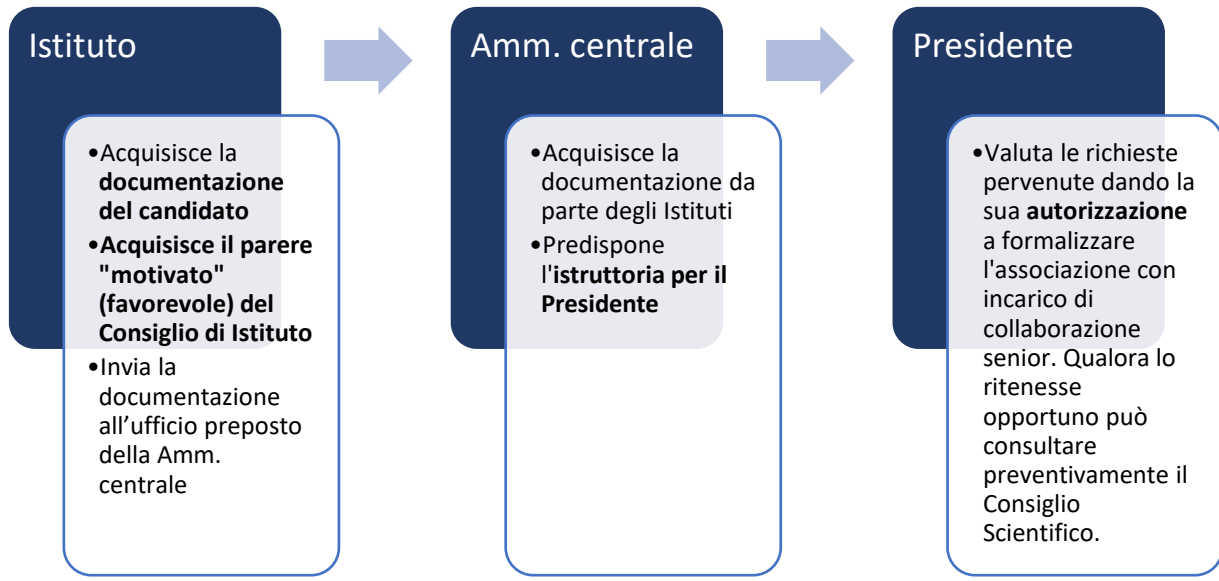 Istituto
•Acquisisce la
documentazione
del candidato
•Acquisisce il parere
"motivato"
(favorevole) del
Consiglio di Istituto
•Invia la
documentazione
all’ufficio preposto
della Amm.
centrale
Amm. centrale
•Acquisisce la
documentazione da
parte degli Istituti
•Predispone
l'istruttoria per il
Presidente
Presidente
•Valuta le richieste
pervenute dando la
sua autorizzazione
a formalizzare
l'associazione con
incarico di
collaborazione
senior. Qualora lo
ritenesse
opportuno può
consultare
preventivamente il
Consiglio
Scientifico.